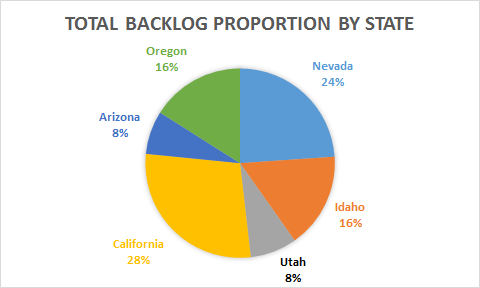 TOTAL BACKLOG PROPORTION BY STATE
Nevada
24%
Idaho
16%
Utah
8%
California
28%
Arizona
8%
Oregon
16%